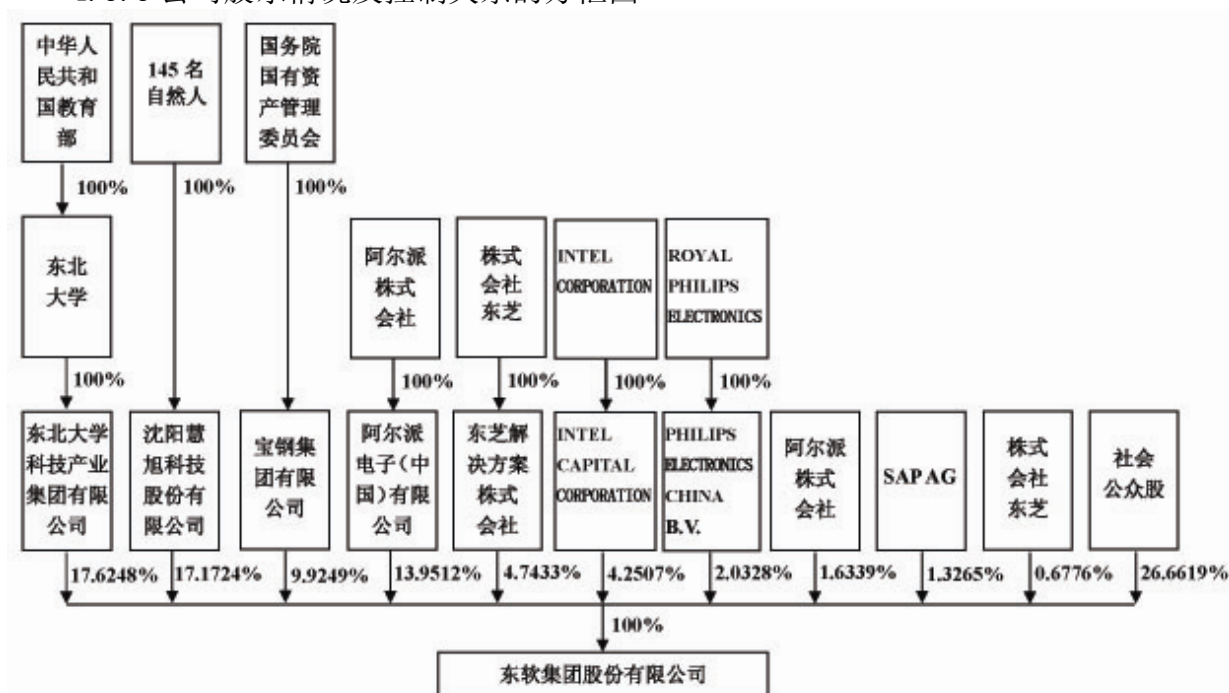 中华人
民共和
国教育
部
145 名
自然人
国务院
国有资
产管理
委员会
100%
100%
100%
东北
大学
阿尔派
株式
会社
株式
会社
东芝
INTEL
CORPORATION
ROYAL
PHILIPS
ELECTRONICS
100%
100%
100%
100%
100%
东北大学
科技产业
集团有限
公司
沈阳慧
旭科技
股份有
限公司
宝钢集
团有限
公司
阿尔派
电子(中
国)有限
公司
东芝解
决方案
株式
会社
INTEL
CAPITAL
CORPORATION
PHILIPS
ELECTRONICS
CHINA
B.V.
阿尔派
株式
会社
SAP AG
株式
会社
东芝
社会
公众股
17.6248%
17.1724%
9.9249%
13.9512%
4.7433%
4.2507%
2.0328%
1.6339%
1.3265%
0.6776%
26.6619%
100%
东软集团股份有限公司